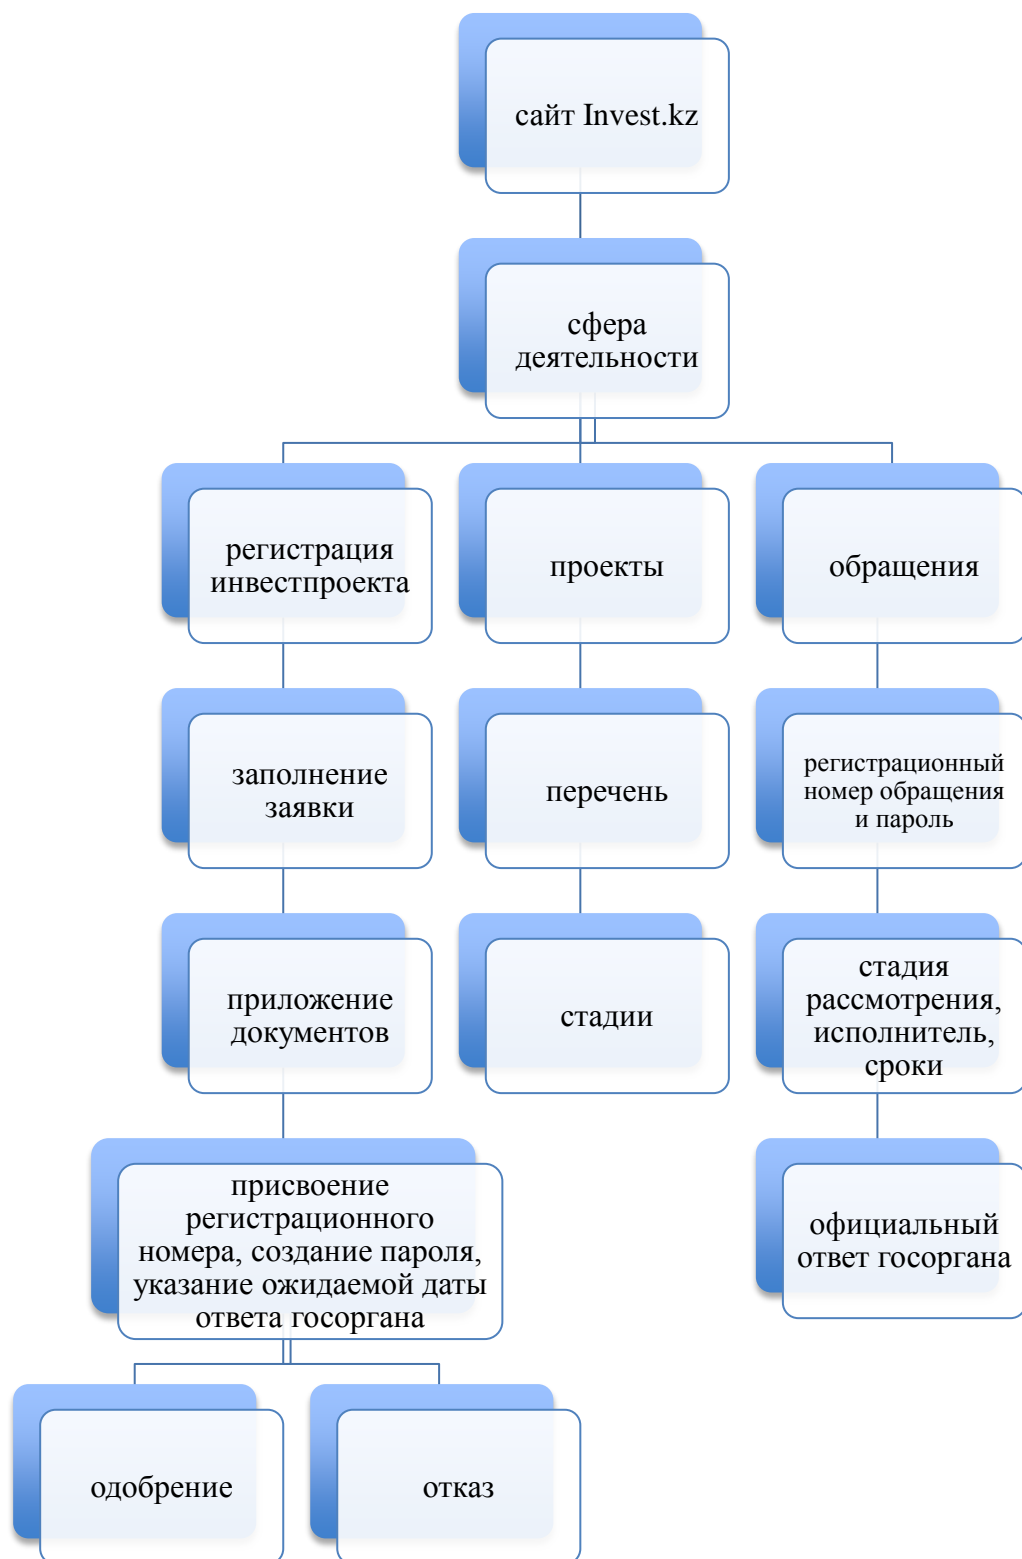 сайт Invest.kz
сфера
деятельности
регистрация
инвестпроекта
проекты
обращения
заполнение
заявки
перечень
регистрационный
номер обращения
и пароль
приложение
документов
стадии
стадия
рассмотрения,
исполнитель,
сроки
присвоение
регистрационного
номера, создание пароля,
указание ожидаемой даты
ответа госоргана
официальный
ответ госоргана
одобрение
отказ